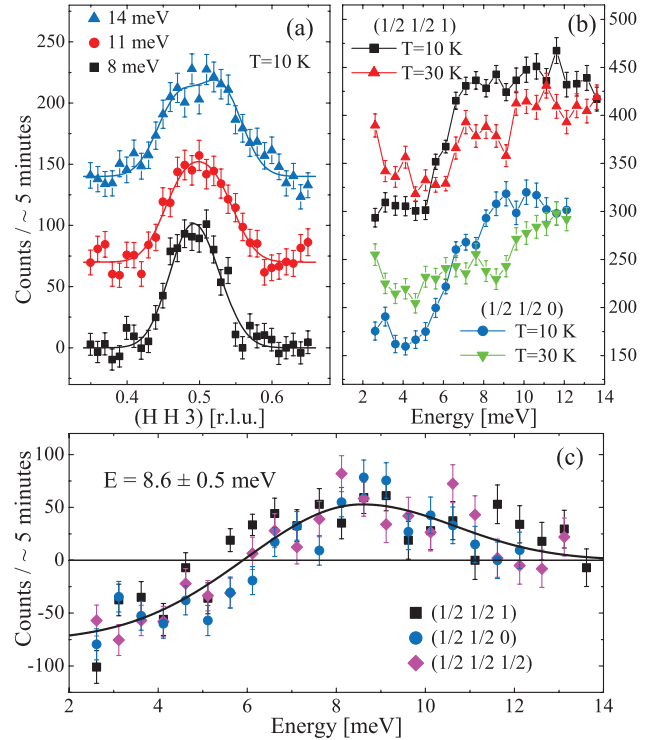 14 meV
11 meV
8 meV
(a)
T=10 K
250
200
150
100
50
0
Counts / ~ 5 minutes
0.4
0.5
0.6
(H H 3) [r.l.u.]
(1/2 1/2 1)
T=10 K
T=30 K
(b)
500
450
400
350
300
250
200
150
(1/2 1/2 0)
T=10 K
T=30 K
2 4 6 8 10 12 14
Energy [meV]
(c)
E = 8.6 ± 0.5 meV
100
50
0
-50
-100
Counts / ~ 5 minutes
(1/2 1/2 1)
(1/2 1/2 0)
(1/2 1/2 1/2)
2 4 6 8 10 12 14
Energy [meV]